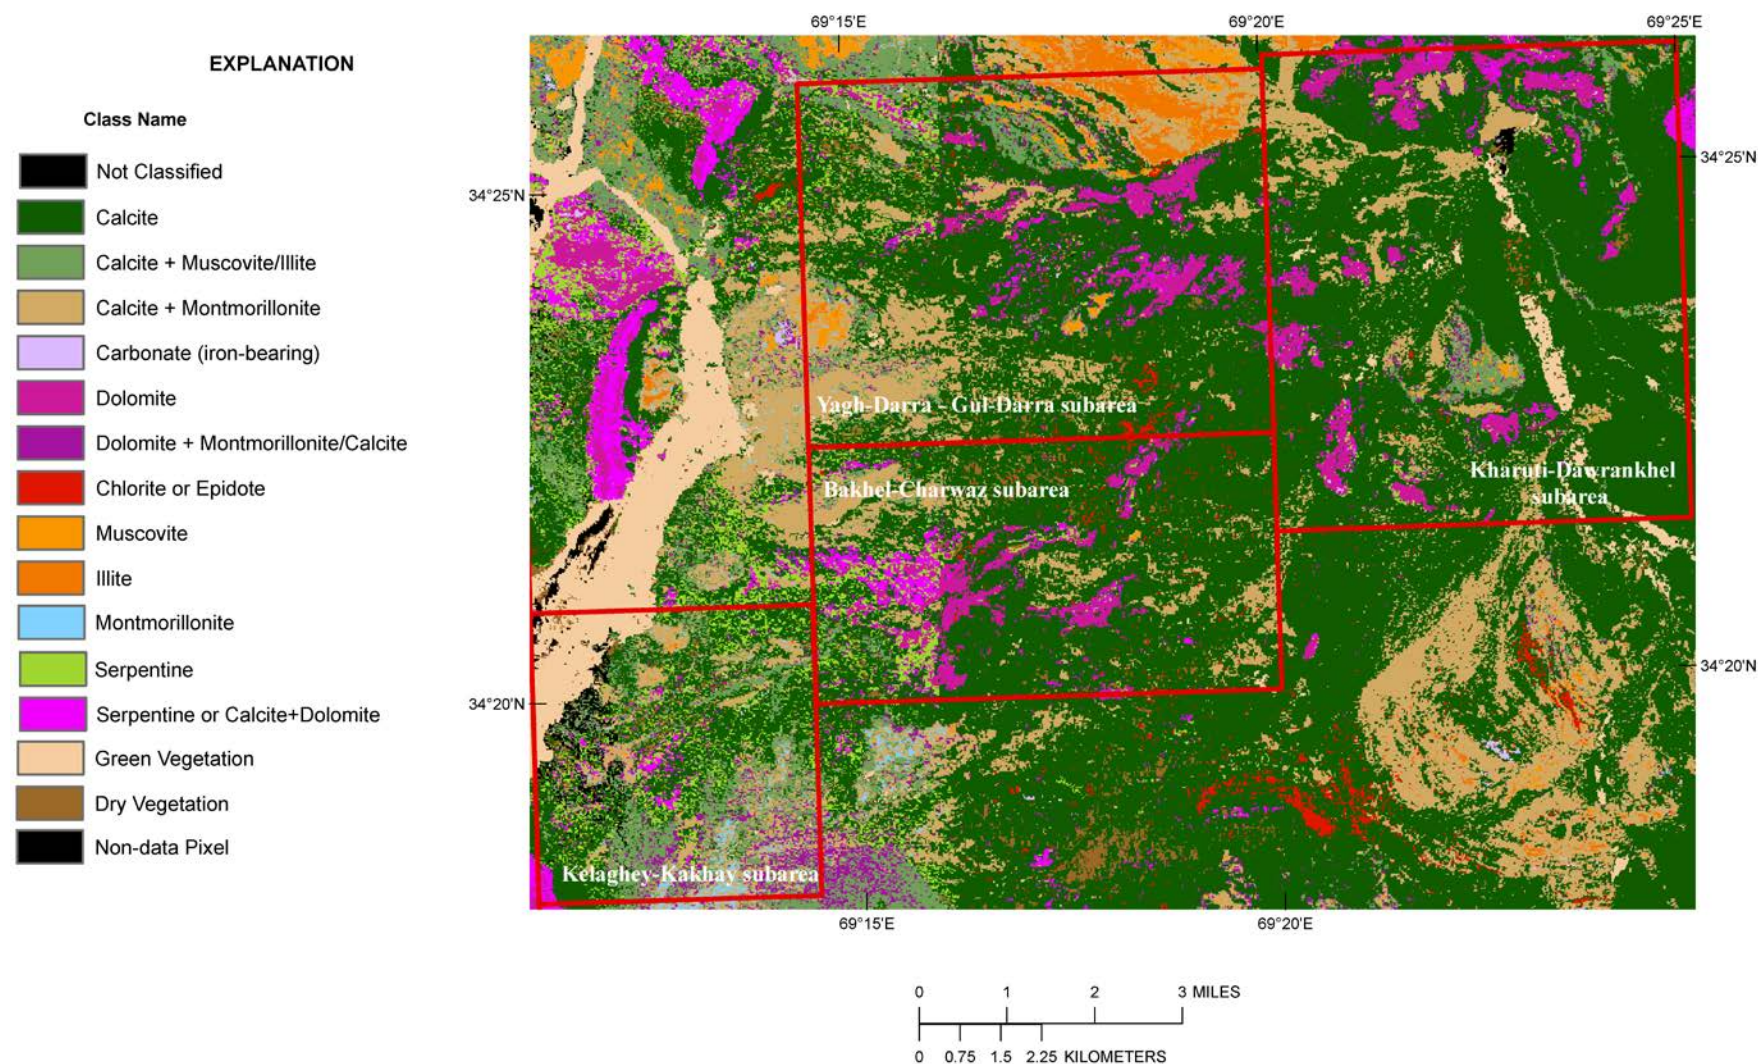 69°15'E 69°20'E 69°25'E
EXPLANATION
Class Name
Not Classified
Calcite
Calcite + Muscovite/Illite
Calcite + Montmorillonite
Carbonate (iron-bearing)
Dolomite
Dolomite + Montmorillonite/Calcite
Chlorite or Epidote
Muscovite
Illite
Montmorillonite
Serpentine
Serpentine or Calcite+Dolomite
Green Vegetation
Dry Vegetation
Non-data Pixel
34°25'N
34°20'N
34°25'N
34°20'N
Yagh-Darra - Gul-Darra subarea
Bakhel-Charwaz subarea
Kharuti-Dawrankhel
subarea
Kelaghey-Kakhay subarea
69°15'E 69°20'E
0 1 2 3 MILES
0 0.75 1.5 2.25 KILOMETERS